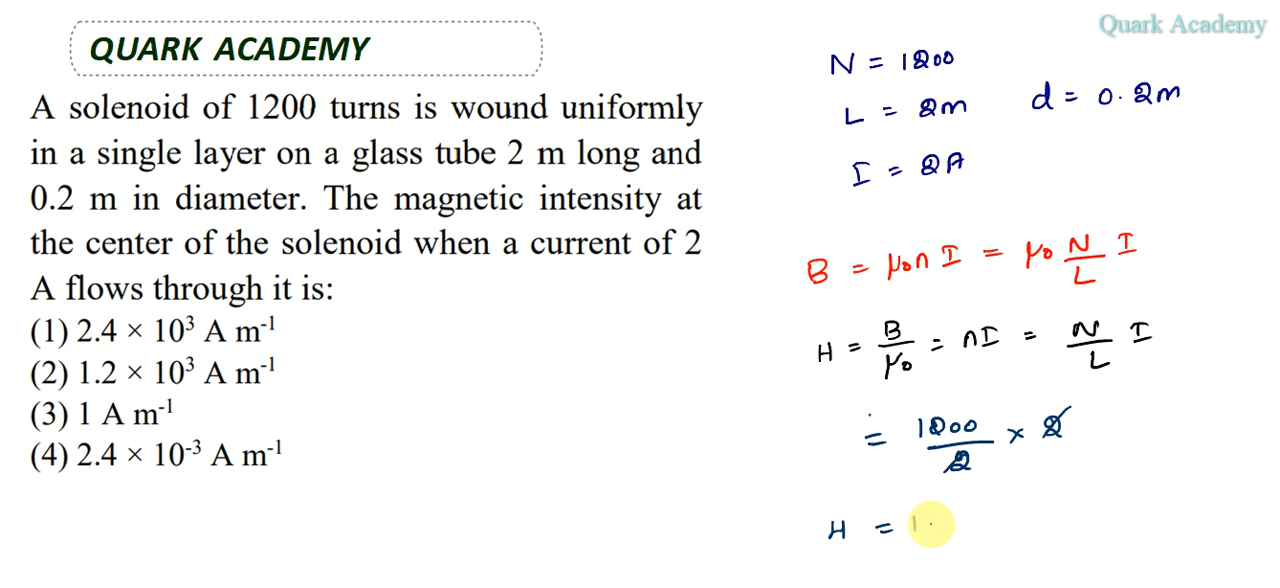 Quark Academy
QUARK ACADEMY
A solenoid of 1200 turns is wound uniformly
in a single layer on a glass tube 2 m long and
0.2 m in diameter. The magnetic intensity at
the center of the solenoid when a current of 2
A flows through it is:
(1) 2.4 × 10³ A m⁻¹
(2) 1.2 × 10³ A m⁻¹
(3) 1 A m⁻¹
(4) 2.4 × 10⁻³ A m⁻¹
N = 1200
L = 2m d = 0.2m
I = 2A
B = μ₀nI = μ₀ N/L I
H = B/μ₀ = nI = N/L I
= 1200/2 × 2
H = 1.